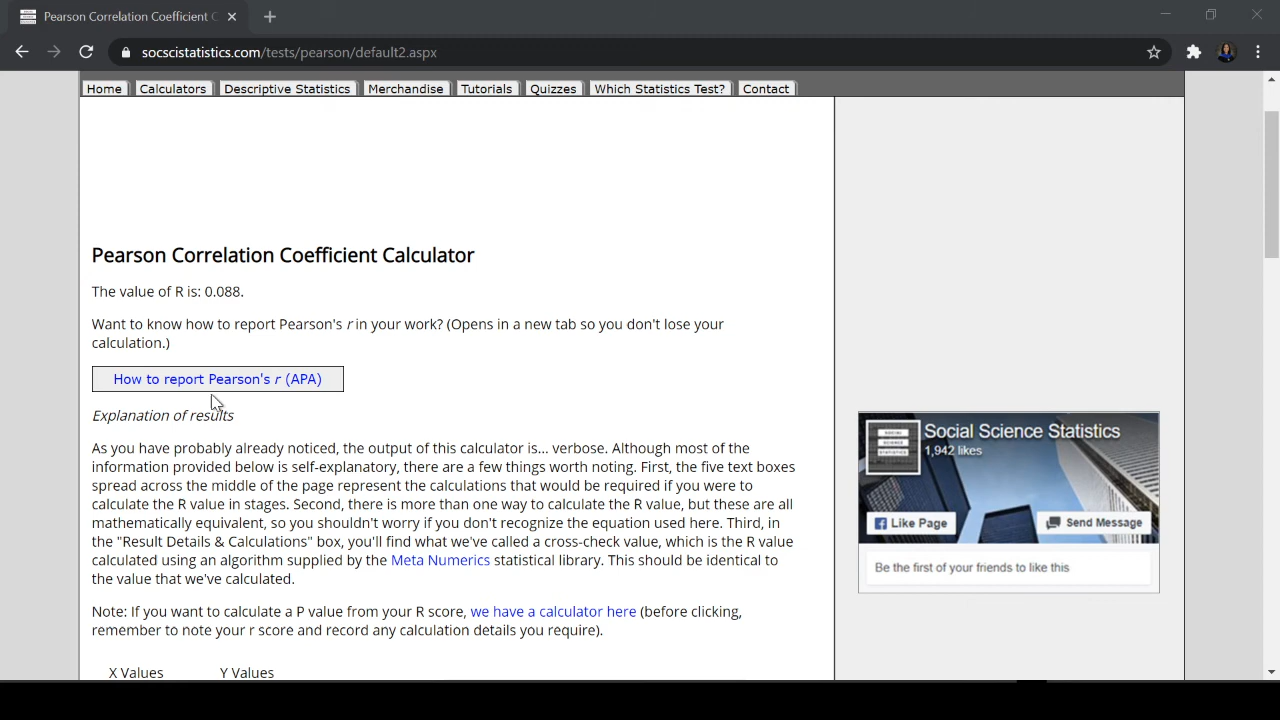 Pearson Correlation Coefficient C
socscistatistics.com/tests/pearson/default2.aspx
Home Calculators Descriptive Statistics Merchandise Tutorials Quizzes Which Statistics Test? Contact
Pearson Correlation Coefficient Calculator
The value of R is: 0.088.
Want to know how to report Pearson's r in your work? (Opens in a new tab so you don't lose your
calculation.)
How to report Pearson's r (APA)
Explanation of results
As you have probably already noticed, the output of this calculator is... verbose. Although most of the
information provided below is self-explanatory, there are a few things worth noting. First, the five text boxes
spread across the middle of the page represent the calculations that would be required if you were to
calculate the R value in stages. Second, there is more than one way to calculate the R value, but these are all
mathematically equivalent, so you shouldn't worry if you don't recognize the equation used here. Third, in
the "Result Details & Calculations" box, you'll find what we've called a cross-check value, which is the R value
calculated using an algorithm supplied by the Meta Numerics statistical library. This should be identical to
the value that we've calculated.
Note: If you want to calculate a P value from your R score, we have a calculator here (before clicking,
remember to note your r score and record any calculation details you require).
X Values Y Values
SOCIAL
SCIENCE
STATISTICS
Social Science Statistics
1,942 likes
Like Page
Send Message
Be the first of your friends to like this